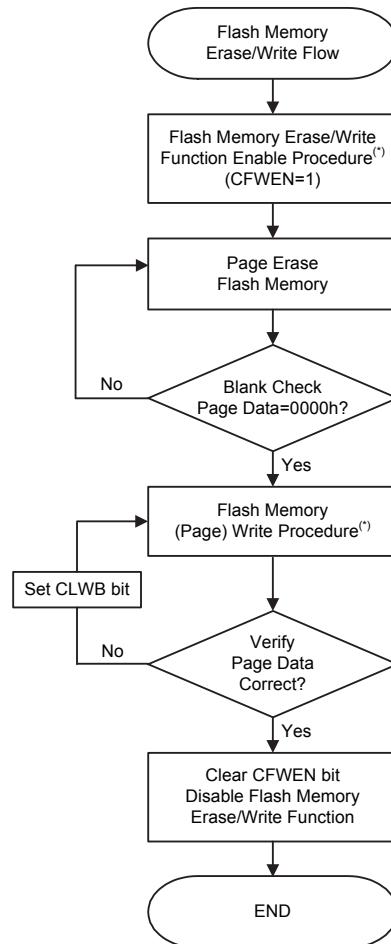 Flash Memory
Erase/Write Flow
Flash Memory Erase/Write
Function Enable Procedure(*)
(CFWEN=1)
Page Erase
Flash Memory
No
Blank Check
Page Data=0000h?
Yes
Flash Memory
(Page) Write Procedure(*)
Set CLWB bit
No
Verify
Page Data
Correct?
Yes
Clear CFWEN bit
Disable Flash Memory
Erase/Write Function
END